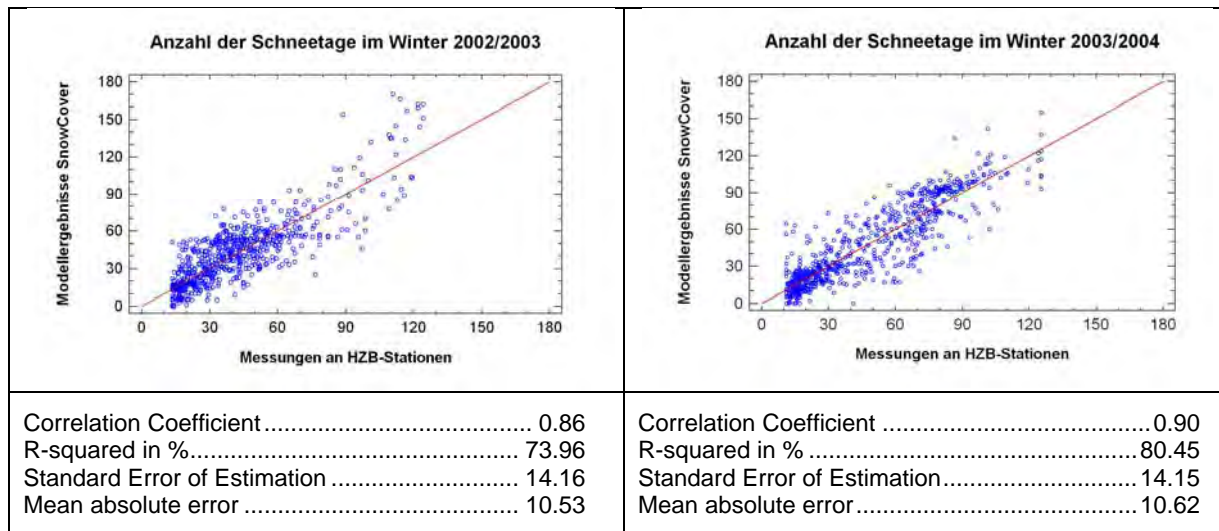 Anzahl der Schneetage im Winter 2002/2003
Modellergebnisse SnowCover
180
150
120
90
60
30
0
0 30 60 90 120 150 180
Messungen an HZB-Stationen
Correlation Coefficient ...................................... 0.86
R-squared in %................................................. 73.96
Standard Error of Estimation ........................... 14.16
Mean absolute error ........................................ 10.53
Anzahl der Schneetage im Winter 2003/2004
Modellergebnisse SnowCover
180
150
120
90
60
30
0
0 30 60 90 120 150 180
Messungen an HZB-Stationen
Correlation Coefficient .......................................0.90
R-squared in % ................................................80.45
Standard Error of Estimation............................14.15
Mean absolute error.........................................10.62